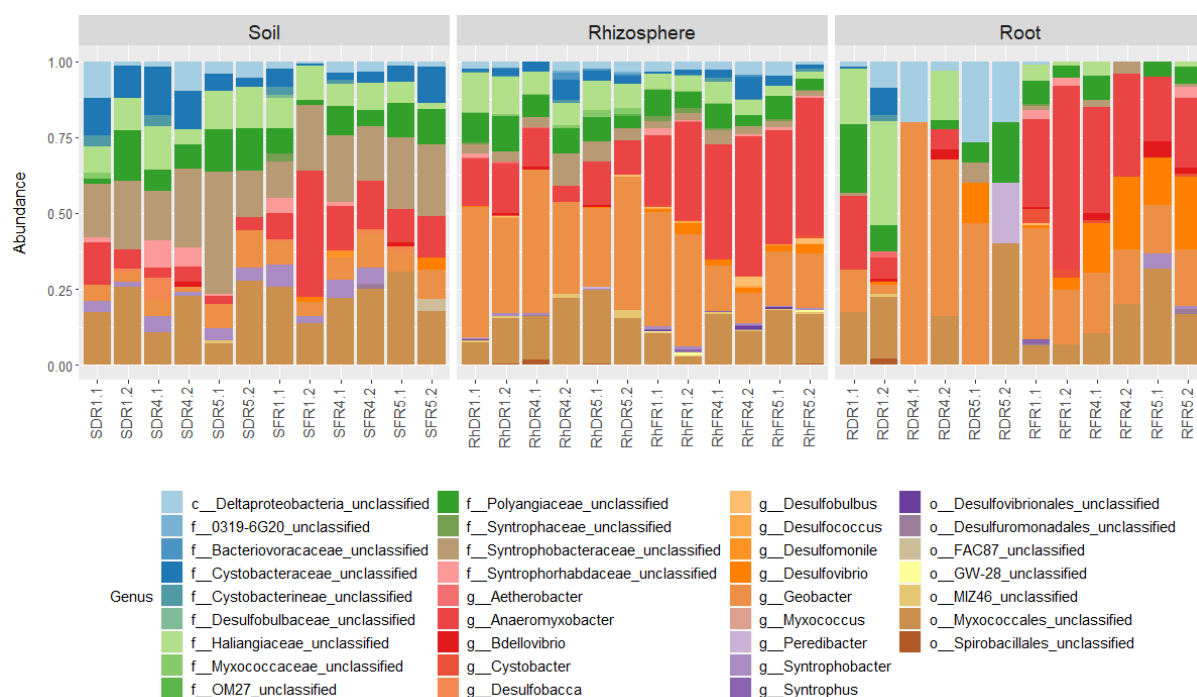 Soil Rhizosphere Root
Abundance
1.00
0.75
0.50
0.25
0.00
SDR1.1 SDR1.2 SDR4.1 SDR4.2 SDR5.1 SDR5.2 SFR1.1 SFR1.2 SFR4.1 SFR4.2 SFR5.1 SFR5.2 RhDR1.1 RhDR1.2 RhDR4.1 RhDR4.2 RhDR5.1 RhDR5.2 RhFR1.1 RhFR1.2 RhFR4.1 RhFR4.2 RhFR5.1 RhFR5.2 RDR1.1 RDR1.2 RDR4.1 RDR4.2 RDR5.1 RDR5.2 RFR1.1 RFR1.2 RFR4.1 RFR4.2 RFR5.1 RFR5.2
Genus
c__Deltaproteobacteria_unclassified
f__0319-6G20_unclassified
f__Bacteriovoracaceae_unclassified
f__Cystobacteraceae_unclassified
f__Cystobacterineae_unclassified
f__Desulfobulbaceae_unclassified
f__Haliangiaceae_unclassified
f__Myxococcaceae_unclassified
f__OM27_unclassified
f__Polyangiaceae_unclassified
f__Syntrophaceae_unclassified
f__Syntrophobacteraceae_unclassified
f__Syntrophorhabdaceae_unclassified
g__Aetherobacter
g__Anaeromyxobacter
g__Bdellovibrio
g__Cystobacter
g__Desulfobacca
g__Desulfobulbus
g__Desulfococcus
g__Desulfomonile
g__Desulfovibrio
g__Geobacter
g__Myxococcus
g__Peredibacter
g__Syntrophobacter
g__Syntrophus
o__Desulfovibrionales_unclassified
o__Desulfuromonadales_unclassified
o__FAC87_unclassified
o__GW-28_unclassified
o__MIZ46_unclassified
o__Myxococcales_unclassified
o__Spirobacillales_unclassified